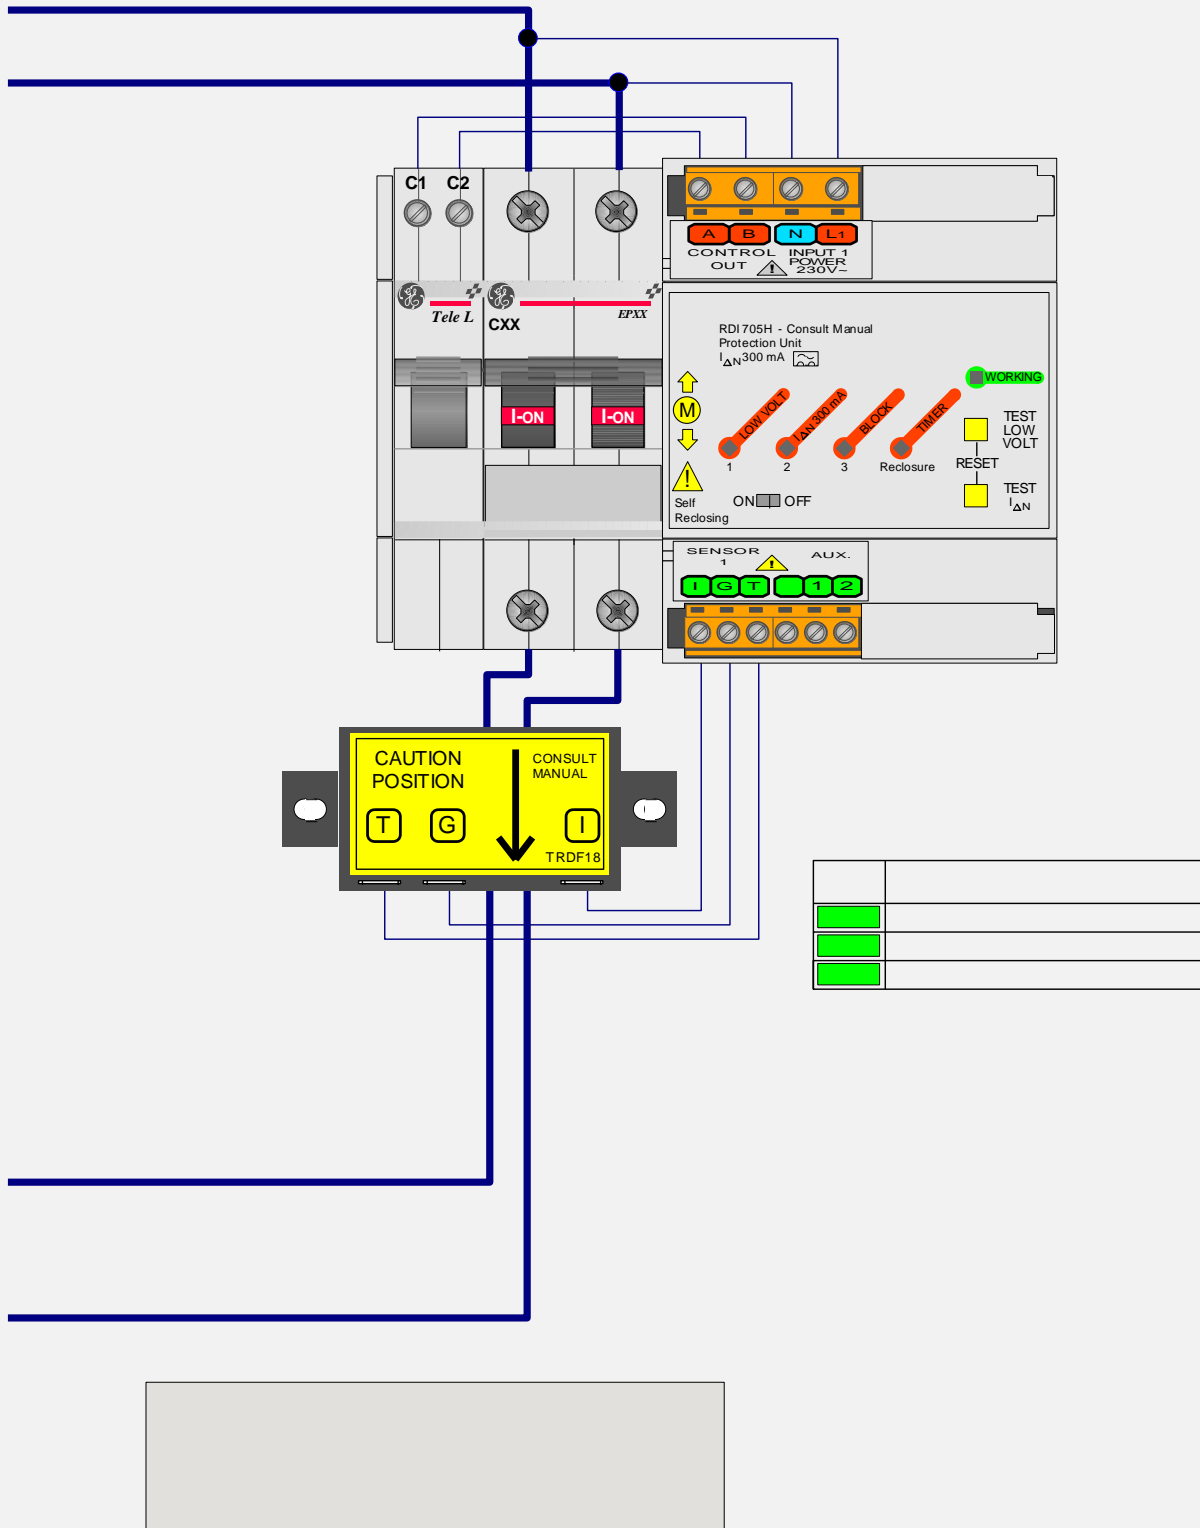 C1 C2
A B N L1
CONTROL OUT
INPUT 1 POWER 230V~
Tele L
CXX
EPXX
I-ON I-ON
RDI 705H - Consult Manual
Protection Unit
IΔN 300 mA
WORKING
M
LOW VOLT
IΔN 300 mA
BLOCK
TIMER
1 2 3 Reclosure
TEST
LOW
VOLT
RESET
TEST
IΔN
!
Self
Reclosing
ON OFF
SENSOR
1
!
AUX.
I G T 1 2
CAUTION
POSITION
CONSULT
MANUAL
T G I
TRDF18